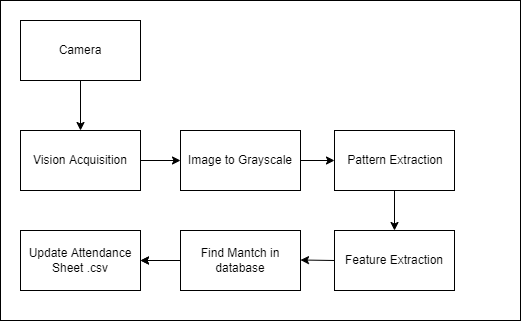 Camera
Vision Acquisition
Image to Grayscale
Pattern Extraction
Update Attendance
Sheet .csv
Find Mantch in
database
Feature Extraction